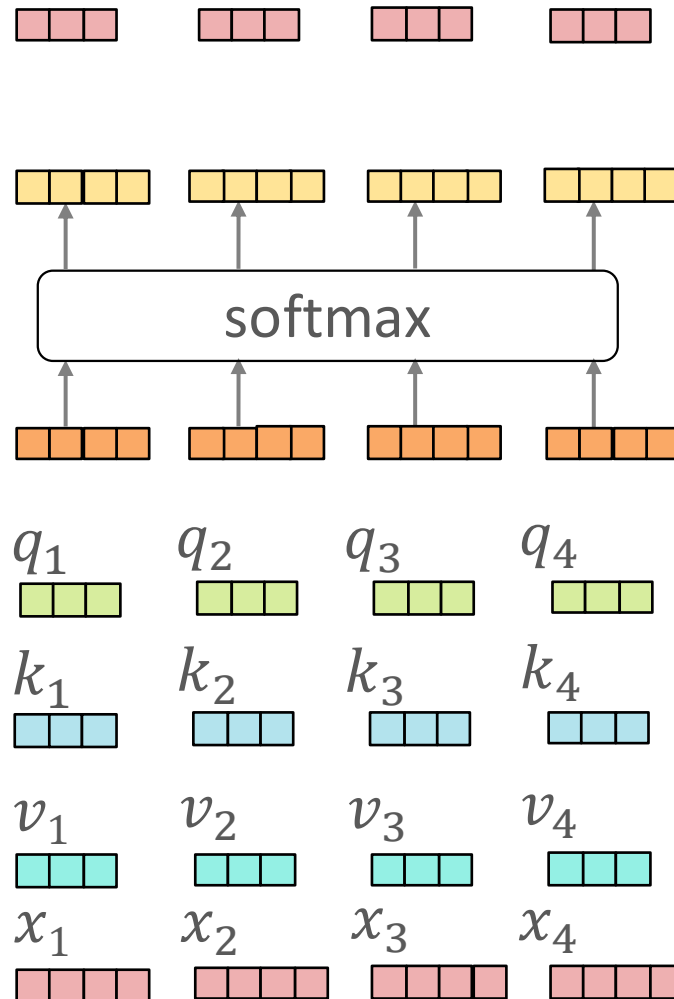 softmax
q₁ q₂ q₃ q₄
k₁ k₂ k₃ k₄
v₁ v₂ v₃ v₄
x₁ x₂ x₃ x₄